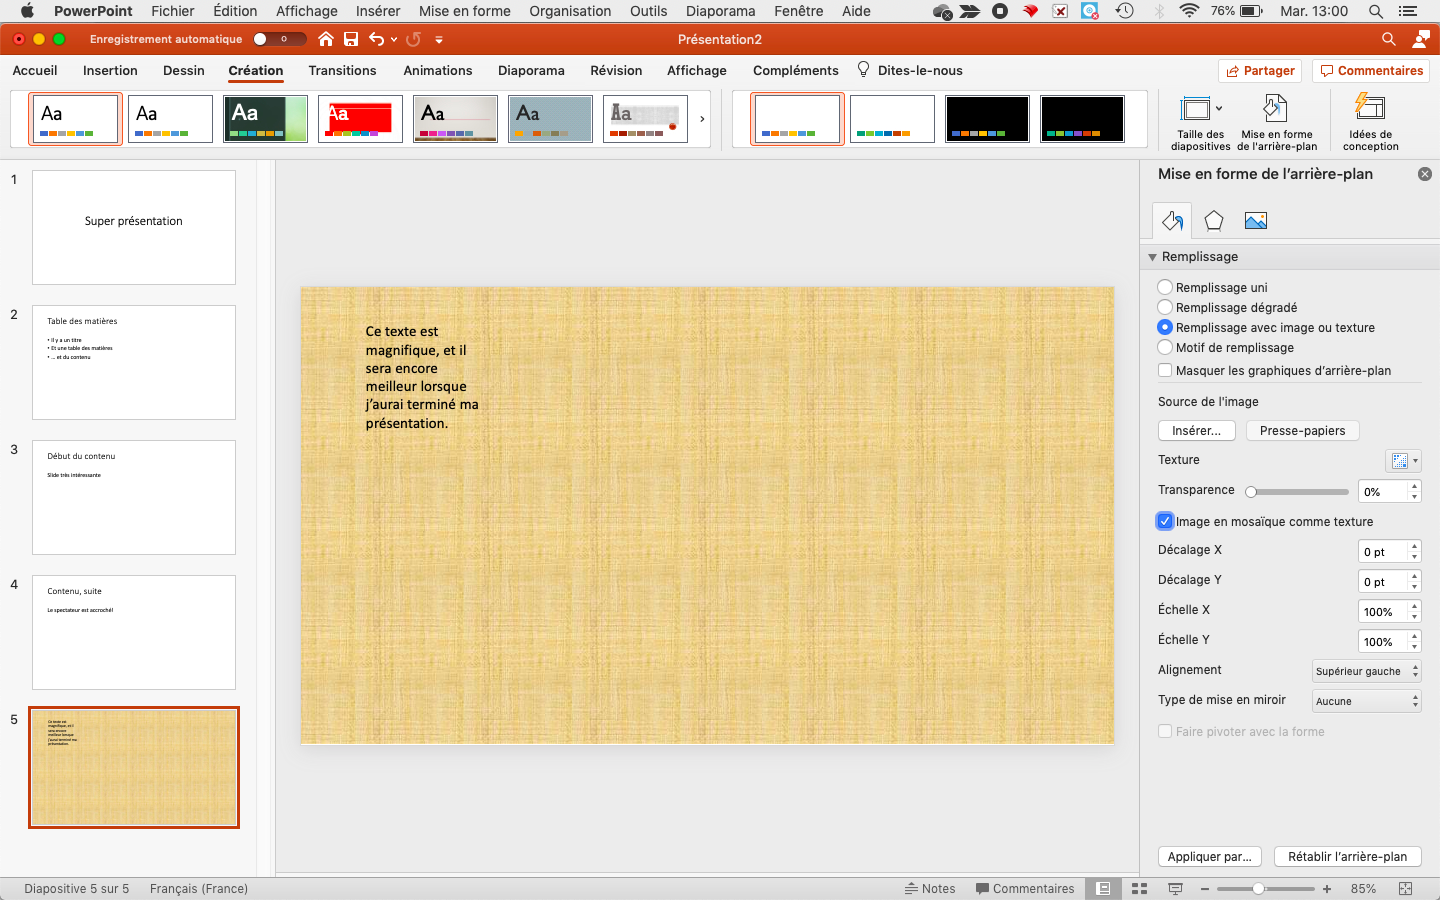 PowerPoint Fichier Édition Affichage Insérer Mise en forme Organisation Outils Diaporama Fenêtre Aide 76% Mar. 13:00
Enregistrement automatique Présentation2
Accueil Insertion Dessin Création Transitions Animations Diaporama Révision Affichage Compléments Dites-le-nous Partager Commentaires
Aa Aa Aa Aa Aa Aa Aa
Taille des diapositives
Mise en forme de l'arrière-plan
Idées de conception
1
Super présentation
2
Table des matières
• Il y a un titre
• Et une table des matières
• ... et du contenu
3
Début du contenu
Slide très intéressante
4
Contenu, suite
Le spectateur est accroché!
5
Ce texte est
magnifique, et il
sera encore
meilleur lorsque
j'aurai terminé ma
présentation.
Ce texte est
magnifique, et il
sera encore
meilleur lorsque
j’aurai terminé ma
présentation.
Mise en forme de l’arrière-plan
Remplissage
Remplissage uni
Remplissage dégradé
Remplissage avec image ou texture
Motif de remplissage
Masquer les graphiques d’arrière-plan
Source de l'image
Insérer... Presse-papiers
Texture
Transparence 0%
Image en mosaïque comme texture
Décalage X 0 pt
Décalage Y 0 pt
Échelle X 100%
Échelle Y 100%
Alignement Supérieur gauche
Type de mise en miroir Aucune
Faire pivoter avec la forme
Appliquer par... Rétablir l’arrière-plan
Diapositive 5 sur 5 Français (France) Notes Commentaires 85%